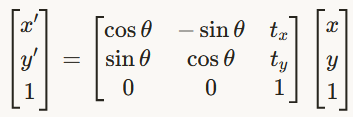 [x′] = [cos θ − sin θ t_x] [x]
[y′] = [sin θ cos θ t_y] [y]
[1] = [0 0 1] [1]